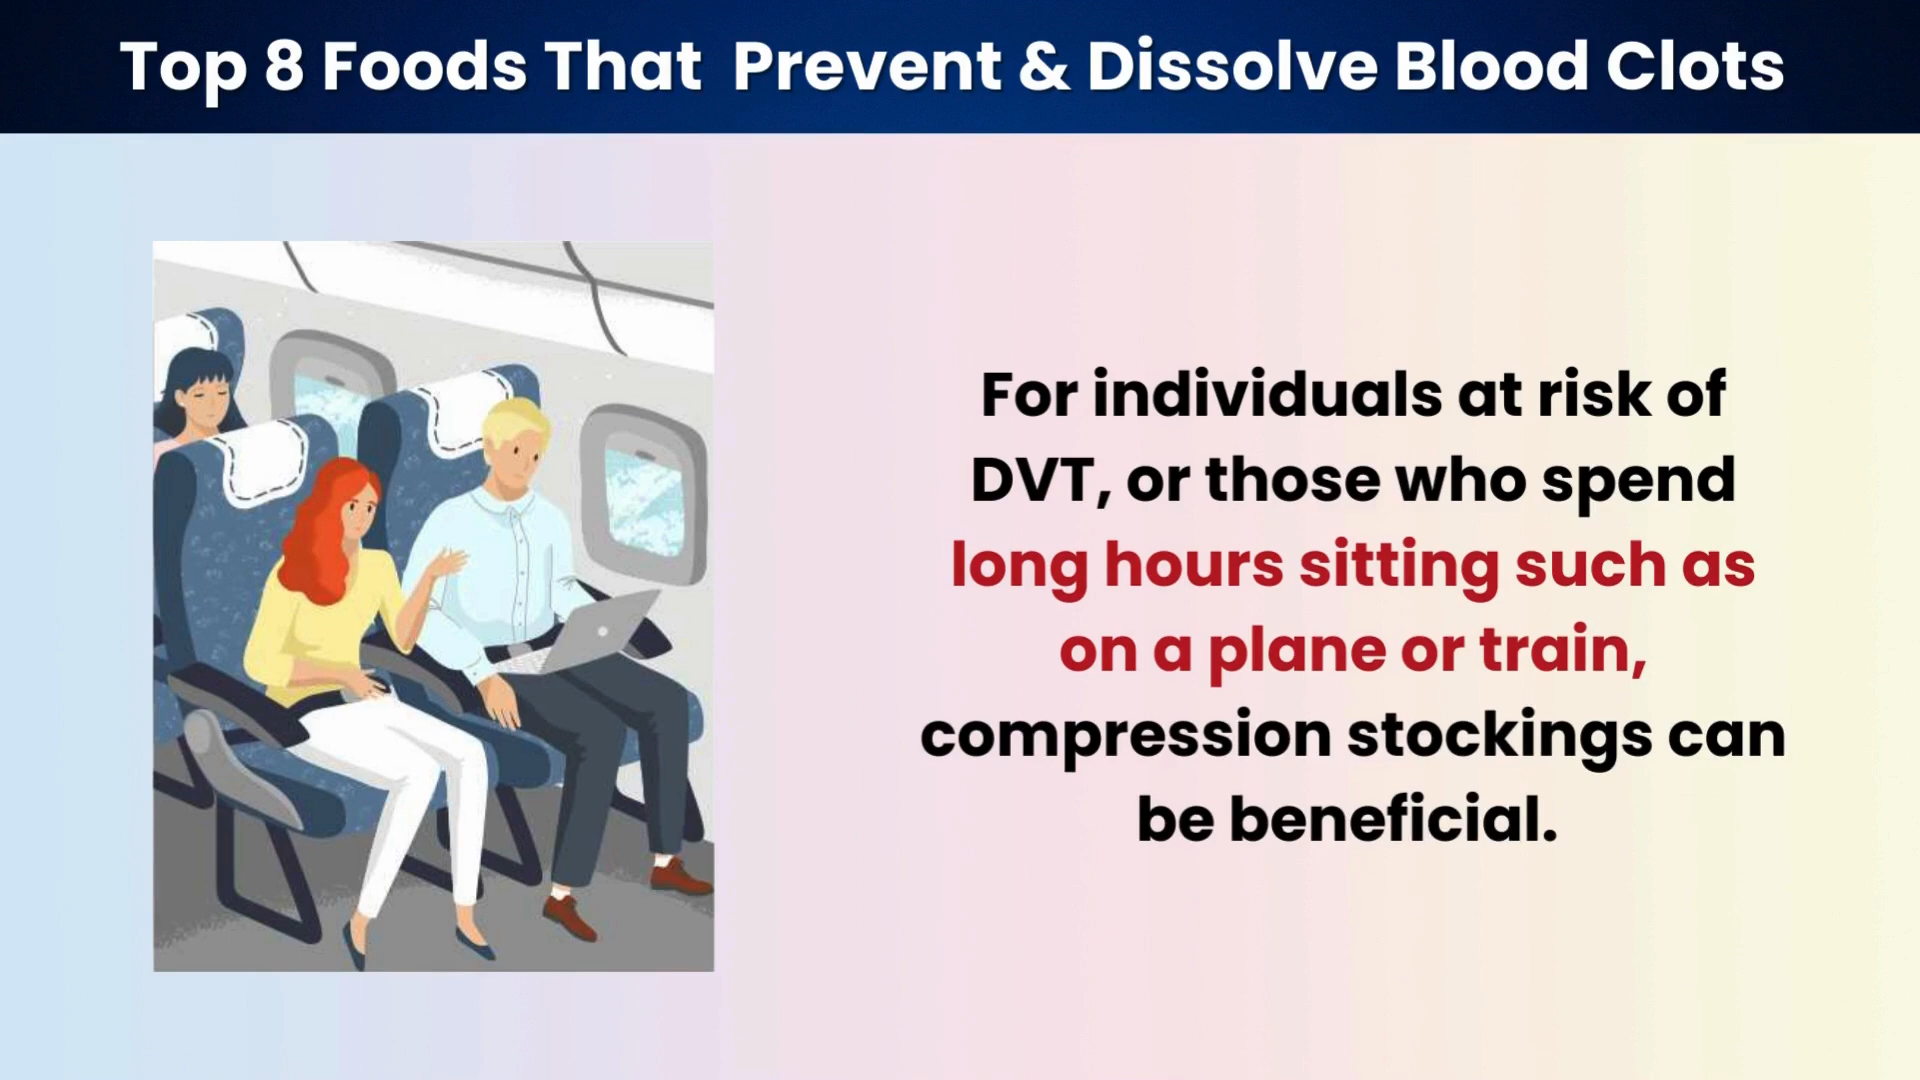 Top 8 Foods That Prevent & Dissolve Blood Clots
For individuals at risk of
DVT, or those who spend
long hours sitting such as
on a plane or train,
compression stockings can
be beneficial.